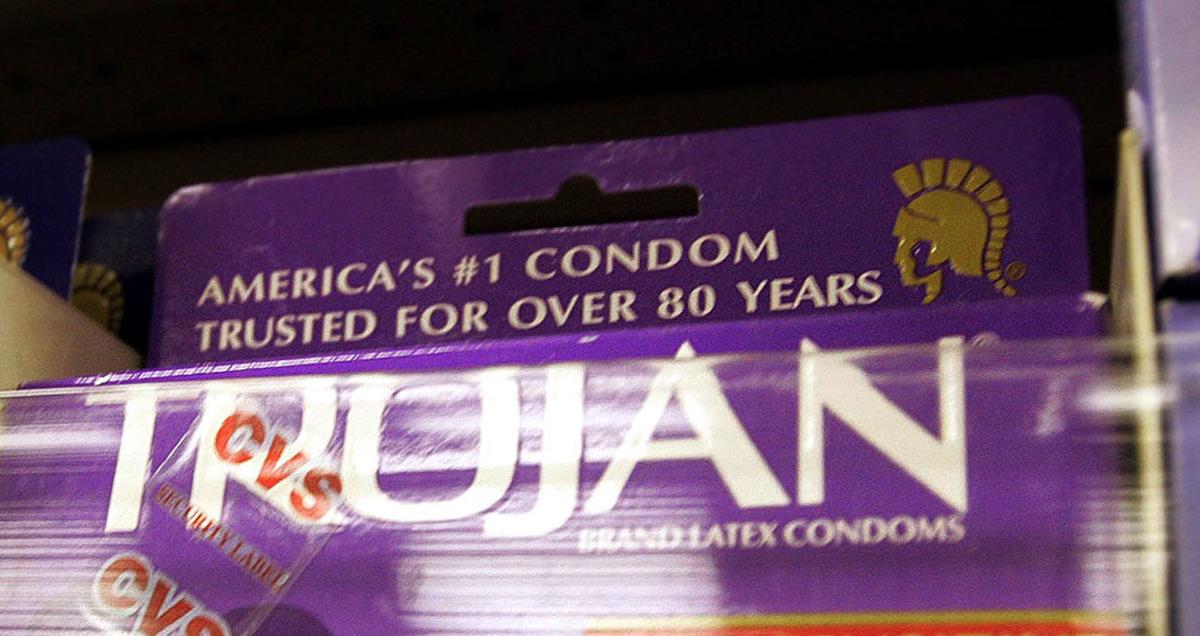 AMERICA'S #1 CONDOM
TRUSTED FOR OVER 80 YEARS
®
TROJAN®
BRAND LATEX CONDOMS
CVS
SECURITY LABEL
CVS